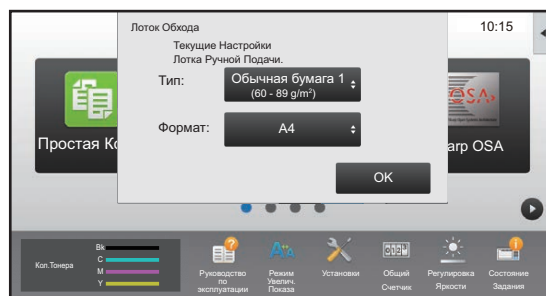 Лоток Обхода
10:15
Текущие Настройки
Лотка Ручной Подачи.
Тип:
Обычная бумага 1
(60 - 89 g/m²)
Формат:
A4
Простая Ко
OSA
arp OSA
OK
Кол.Тонера
Bk
C
M
Y
Руководство
по
эксплуатации
Режим
Увелич.
Показа
Установки
Общий
Счетчик
Регулировка
Яркости
Состояние
Задания